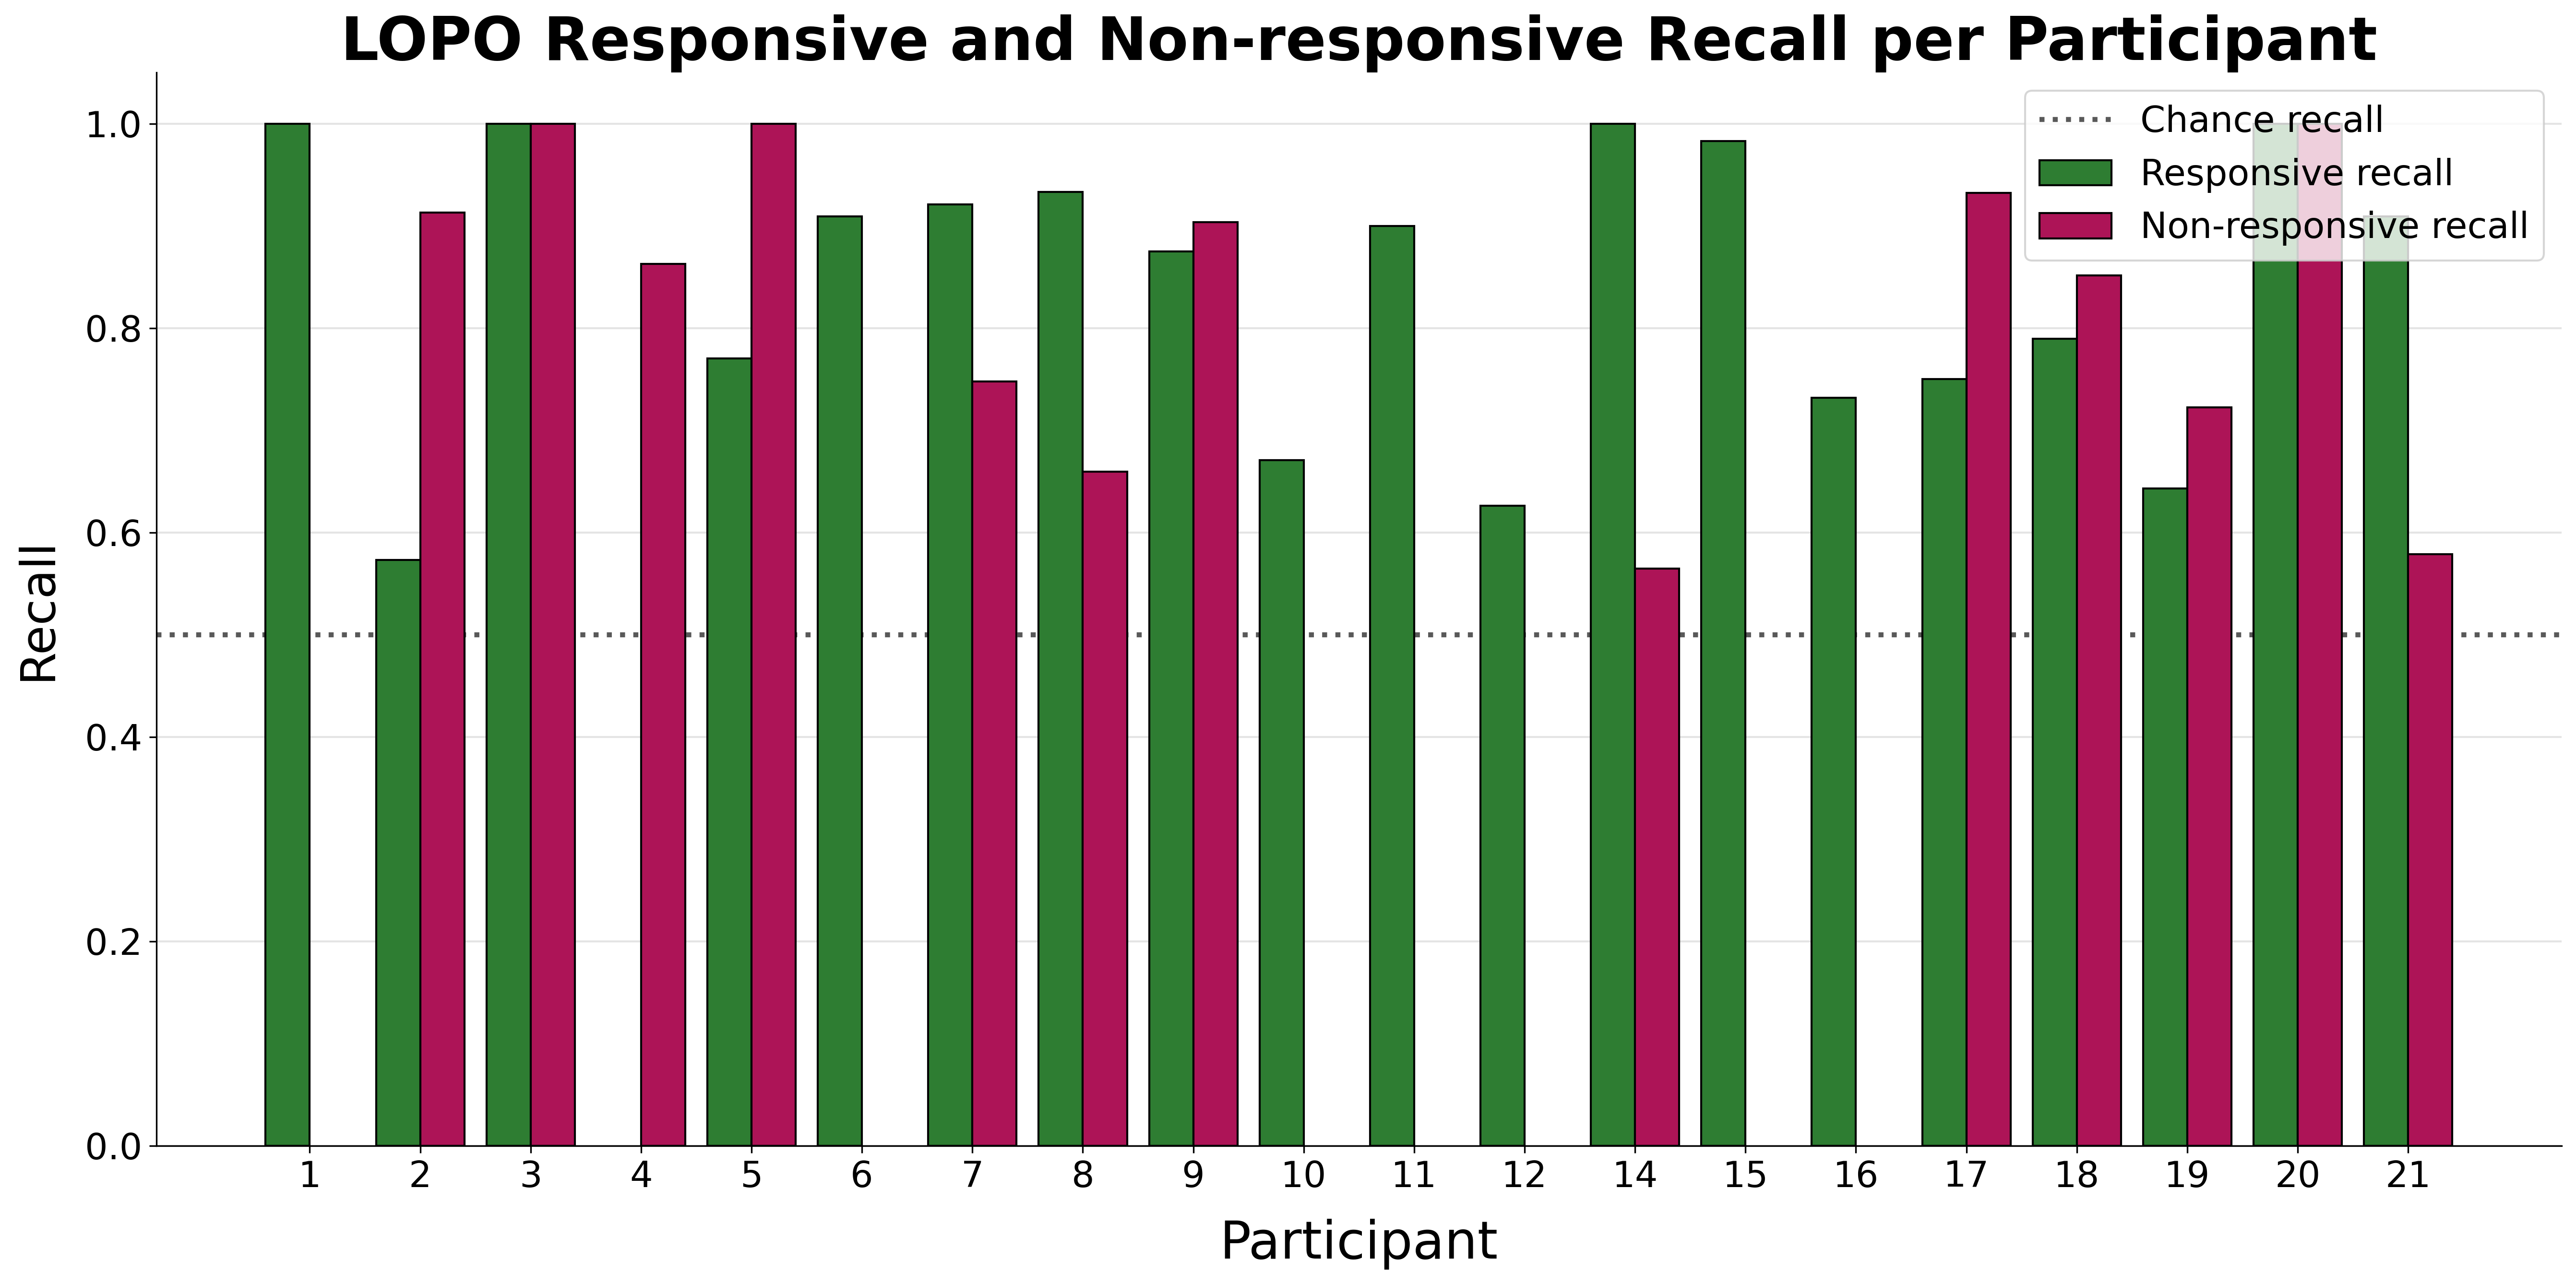 LOPO Responsive and Non-responsive Recall per Participant
Chance recall
Responsive recall
Non-responsive recall
1.0
0.8
0.6
0.4
0.2
0.0
Recall
1 2 3 4 5 6 7 8 9 10 11 12 14 15 16 17 18 19 20 21
Participant